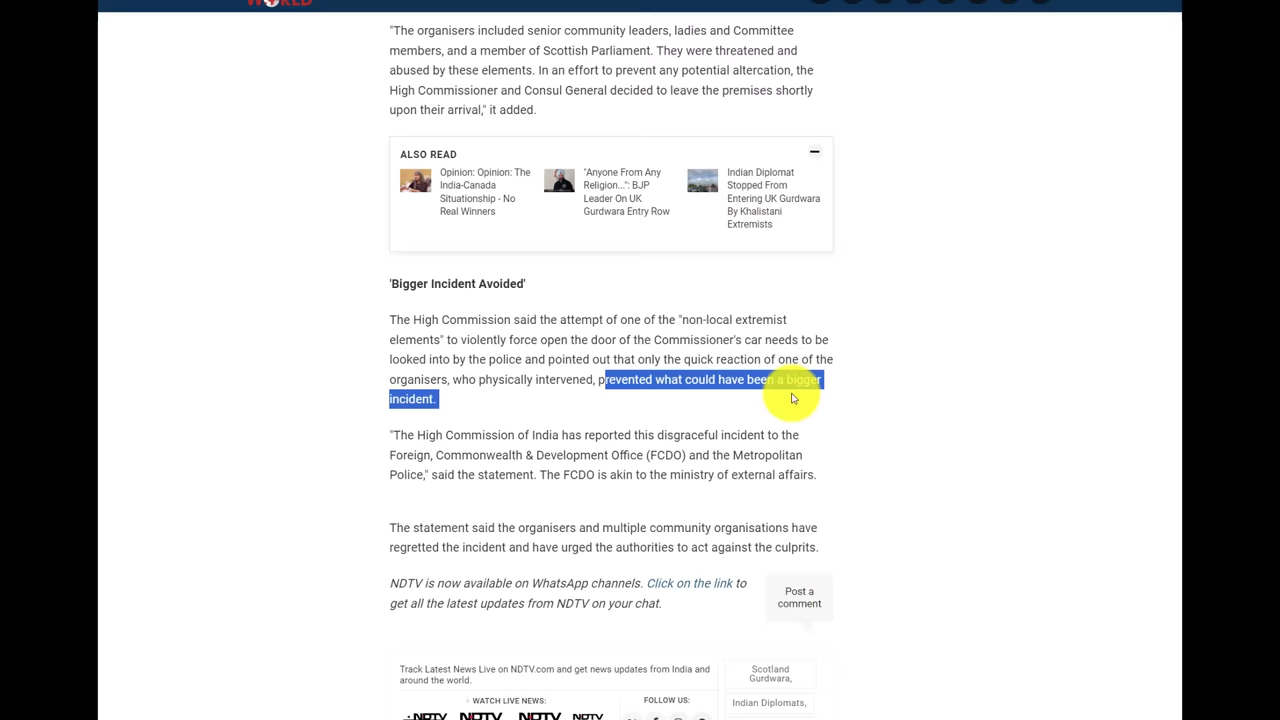 WORLD
"The organisers included senior community leaders, ladies and Committee
members, and a member of Scottish Parliament. They were threatened and
abused by these elements. In an effort to prevent any potential altercation, the
High Commissioner and Consul General decided to leave the premises shortly
upon their arrival," it added.
ALSO READ
Opinion: Opinion: The
India-Canada
Situationship - No
Real Winners
"Anyone From Any
Religion...": BJP
Leader On UK
Gurdwara Entry Row
Indian Diplomat
Stopped From
Entering UK Gurdwara
By Khalistani
Extremists
'Bigger Incident Avoided'
The High Commission said the attempt of one of the "non-local extremist
elements" to violently force open the door of the Commissioner's car needs to be
looked into by the police and pointed out that only the quick reaction of one of the
organisers, who physically intervened, prevented what could have been a bigger
incident.
"The High Commission of India has reported this disgraceful incident to the
Foreign, Commonwealth & Development Office (FCDO) and the Metropolitan
Police," said the statement. The FCDO is akin to the ministry of external affairs.
The statement said the organisers and multiple community organisations have
regretted the incident and have urged the authorities to act against the culprits.
NDTV is now available on WhatsApp channels. Click on the link to
get all the latest updates from NDTV on your chat.
Post a
comment
Track Latest News Live on NDTV.com and get news updates from India and
around the world.
Scotland
Gurdwara,
WATCH LIVE NEWS:
FOLLOW US:
Indian Diplomats,
NDTV NDTV NDTV NDTV